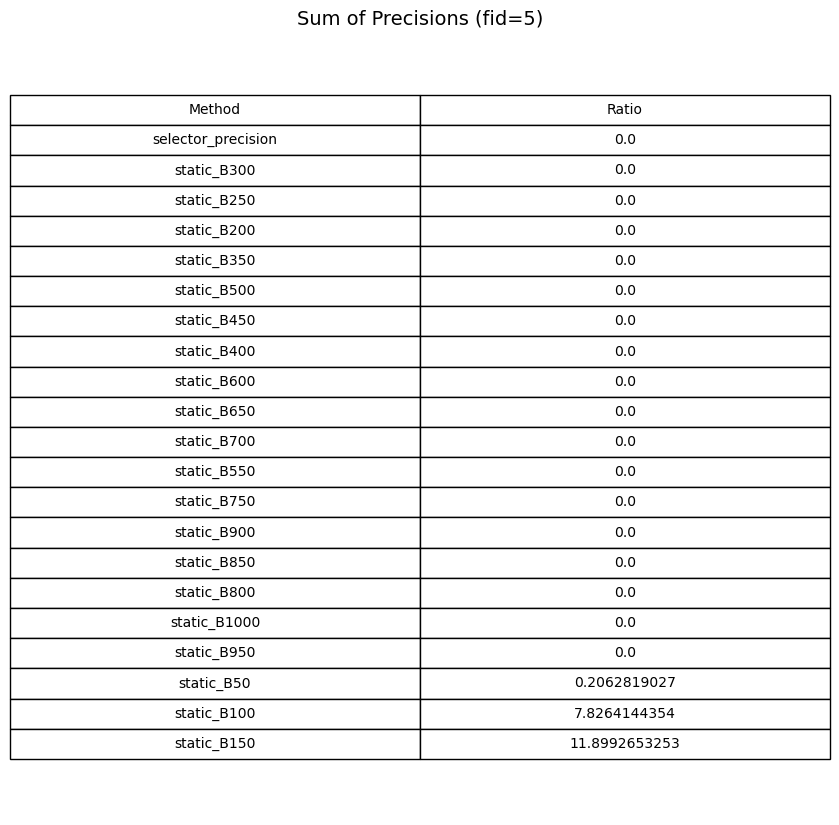 Sum of Precisions (fid=5)
Method Ratio
selector_precision 0.0
static_B300 0.0
static_B250 0.0
static_B200 0.0
static_B350 0.0
static_B500 0.0
static_B450 0.0
static_B400 0.0
static_B600 0.0
static_B650 0.0
static_B700 0.0
static_B550 0.0
static_B750 0.0
static_B900 0.0
static_B850 0.0
static_B800 0.0
static_B1000 0.0
static_B950 0.0
static_B50 0.2062819027
static_B100 7.8264144354
static_B150 11.8992653253